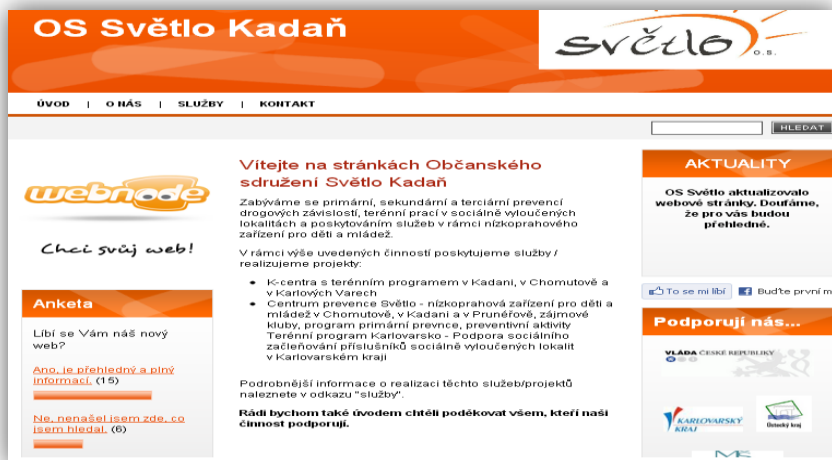 OS Světlo Kadaň
světlo o.s.
ÚVOD | O NÁS | SLUŽBY | KONTAKT
HLEDAT
webnode
Chci svůj web!
Anketa
Líbí se Vám náš nový
web?
Ano, je přehledný a plný
informací. (15)
Ne, nenašel jsem zde, co
jsem hledal. (6)
Vítejte na stránkách Občanského
sdružení Světlo Kadaň
Zabýváme se primární, sekundární a terciární prevencí
drogových závislostí, terénní prací v sociálně vyloučených
lokalitách a poskytováním služeb v rámci nízkoprahového
zařízení pro děti a mládež.
V rámci výše uvedených činností poskytujeme služby /
realizujeme projekty:
K-centra s terénním programem v Kadani, v Chomutově a
v Karlových Varech
Centrum prevence Světlo - nízkoprahová zařízení pro děti a
mládež v Chomutově, v Kadani a v Prunéřově, zájmové
kluby, program primární prevnce, preventivní aktivity
Terénní program Karlovarsko - Podpora sociálního
začleňování příslušníků sociálně vyloučených lokalit
v Karlovarském kraji
Podrobnější informace o realizaci těchto služeb/projektů
naleznete v odkazu "služby".
Rádi bychom také úvodem chtěli poděkovat všem, kteří naši
činnost podporují.
AKTUALITY
OS Světlo aktualizovalo
webové stránky. Doufáme,
že pro vás budou
přehledné.
To se mi líbí Buďte první m
Podporují nás...
VLÁDA ČESKÉ REPUBLIKY
KARLOVARSKÝ
KRAJ
Ústecký kraj
MŠ